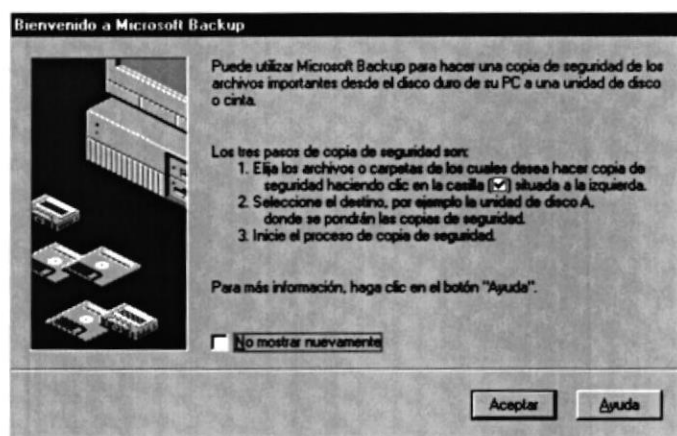 Bienvenido a Microsoft Backup
Puede utilizar Microsoft Backup para hacer una copia de seguridad de los
archivos importantes desde el disco duro de su PC a una unidad de disco
o cinta.
Los tres pasos de copia de seguridad son:
1. Elija los archivos o carpetas de los cuales desea hacer copia de
seguridad haciendo clic en la casilla (☑) situada a la izquierda.
2. Seleccione el destino, por ejemplo la unidad de disco A,
donde se pondrán las copias de seguridad.
3. Inicie el proceso de copia de seguridad.
Para más información, haga clic en el botón "Ayuda".
No mostrar nuevamente
Aceptar
Ayuda